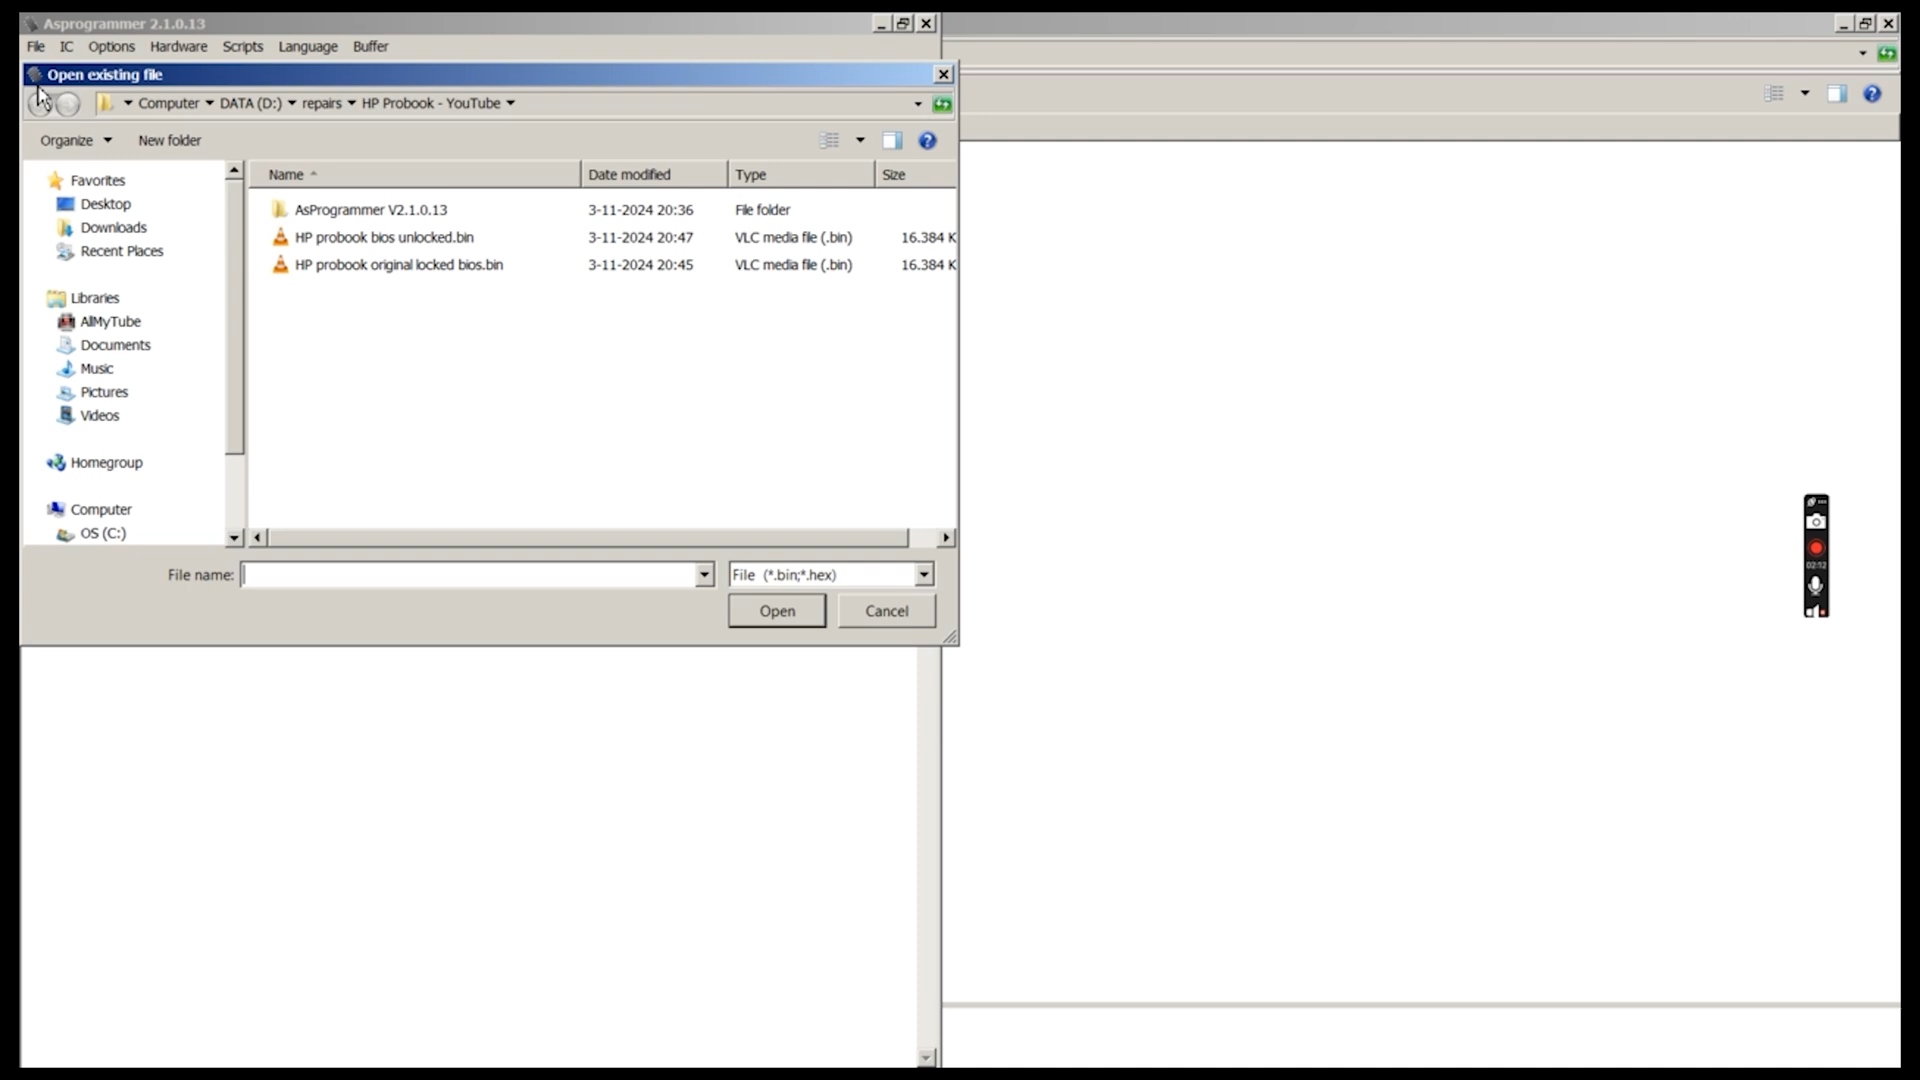 Asprogrammer 2.1.0.13
File IC Options Hardware Scripts Language Buffer
Open existing file
Computer DATA (D:) repairs HP Probook - YouTube
Organize New folder
Name Date modified Type Size
Favorites
Desktop
Downloads
Recent Places
Libraries
AllMyTube
Documents
Music
Pictures
Videos
Homegroup
Computer
OS (C:)
AsProgrammer V2.1.0.13 3-11-2024 20:36 File folder
HP probook bios unlocked.bin 3-11-2024 20:47 VLC media file (.bin) 16.384 K
HP probook original locked bios.bin 3-11-2024 20:45 VLC media file (.bin) 16.384 K
File name: File (*.bin;*.hex)
Open Cancel
02:12